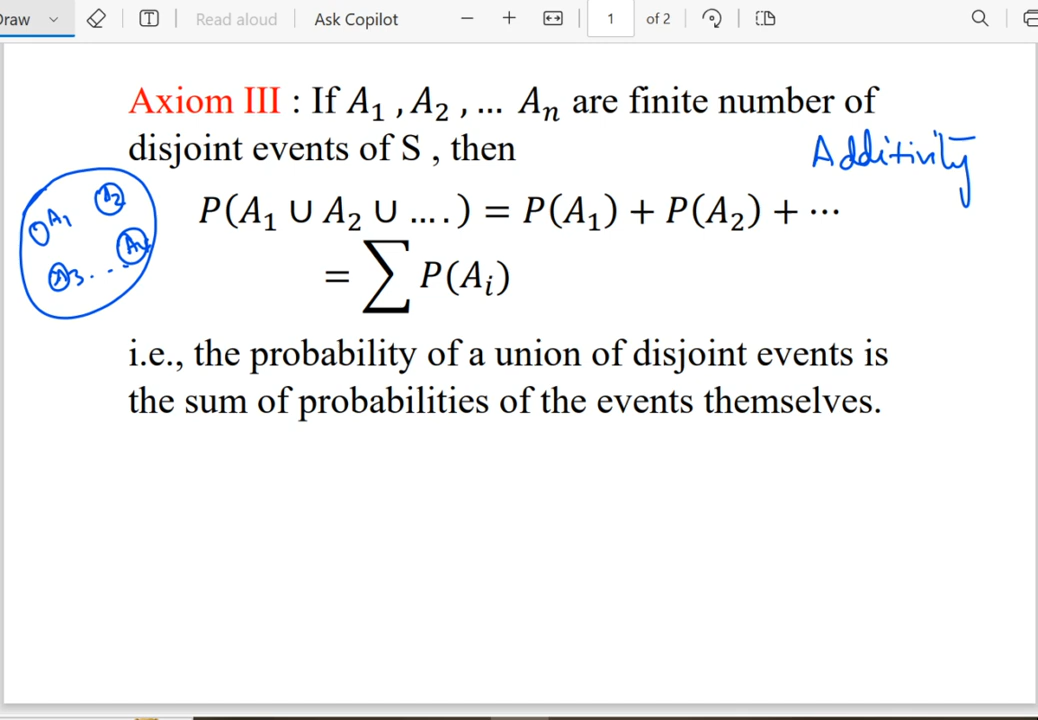 Draw Read aloud Ask Copilot 1 of 2
Axiom III : If A₁ , A₂ , … Aₙ are finite number of
disjoint events of S , then
Additivity
A₁ A₂
P(A₁ ∪ A₂ ∪ … . ) = P(A₁) + P(A₂) + ⋯
A₃ . . . .
= ∑ P(Aᵢ)
i.e., the probability of a union of disjoint events is
the sum of probabilities of the events themselves.